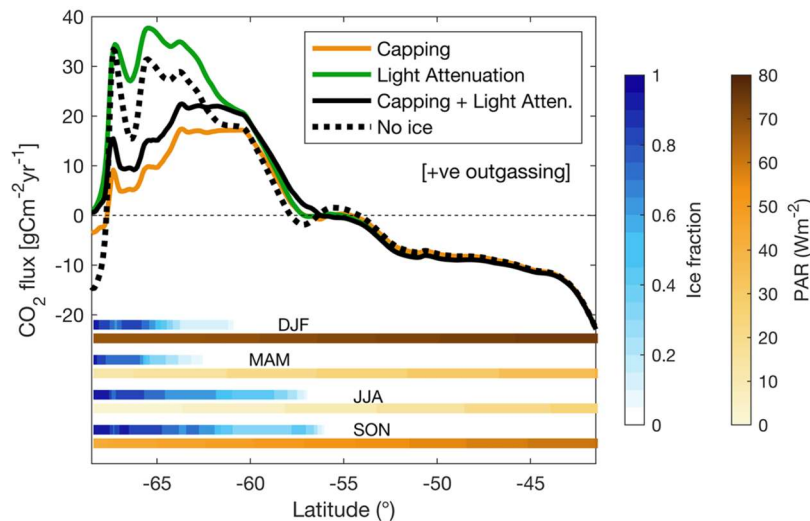 CO2 flux [gCm-2yr-1]
40
30
20
10
0
-10
-20
Capping
Light Attenuation
Capping + Light Atten.
No ice
[+ve outgassing]
DJF
MAM
JJA
SON
-65
-60
-55
-50
-45
Latitude (°)
1
0.8
0.6
0.4
0.2
0
Ice fraction
80
70
60
50
40
30
20
10
0
PAR (Wm-2)